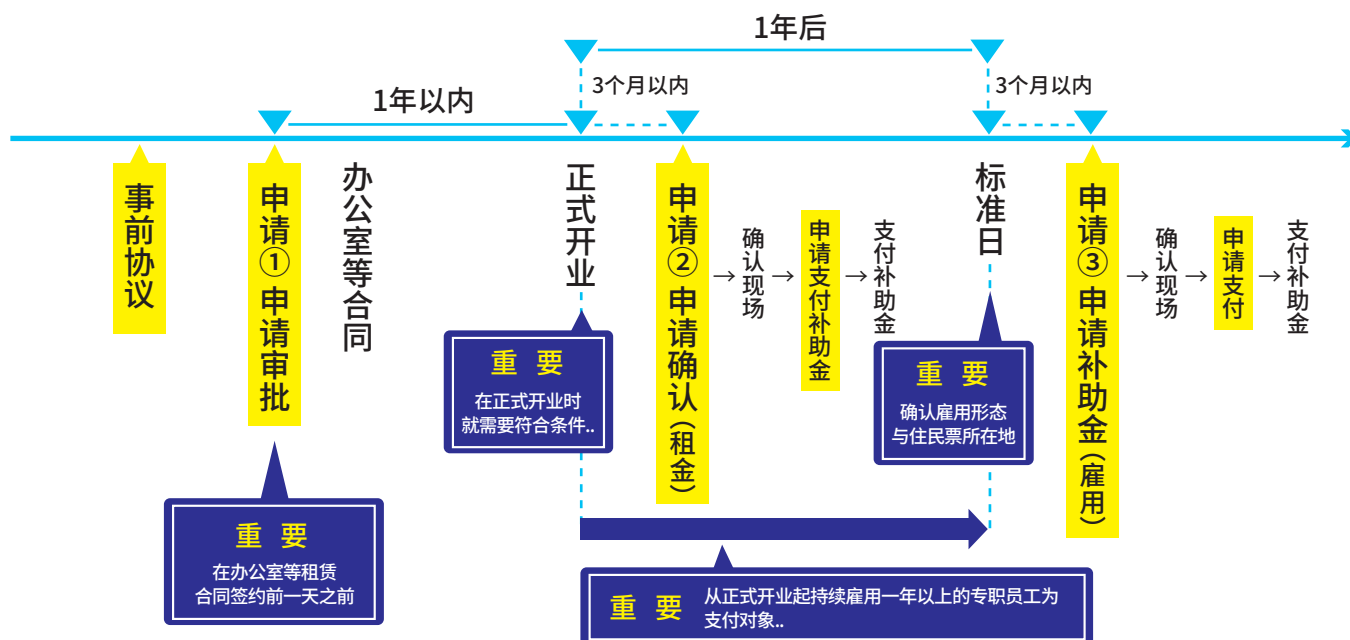 1年后
3个月以内
3个月以内
1年以内
事前协议
申请① 申请审批
办公室等合同
正式开业
申请② 申请确认（租金）
→
确认现场
→
申请支付补助金
→
支付补助金
标准日
申请③ 申请补助金（雇用）
→
确认现场
→
申请支付
→
支付补助金
重 要
在正式开业时
就需要符合条件..
重 要
确认雇用形态
与住民票所在地
重 要
在办公室等租赁
合同签约前一天之前
重 要
从正式开业起持续雇用一年以上的专职员工为
支付对象..